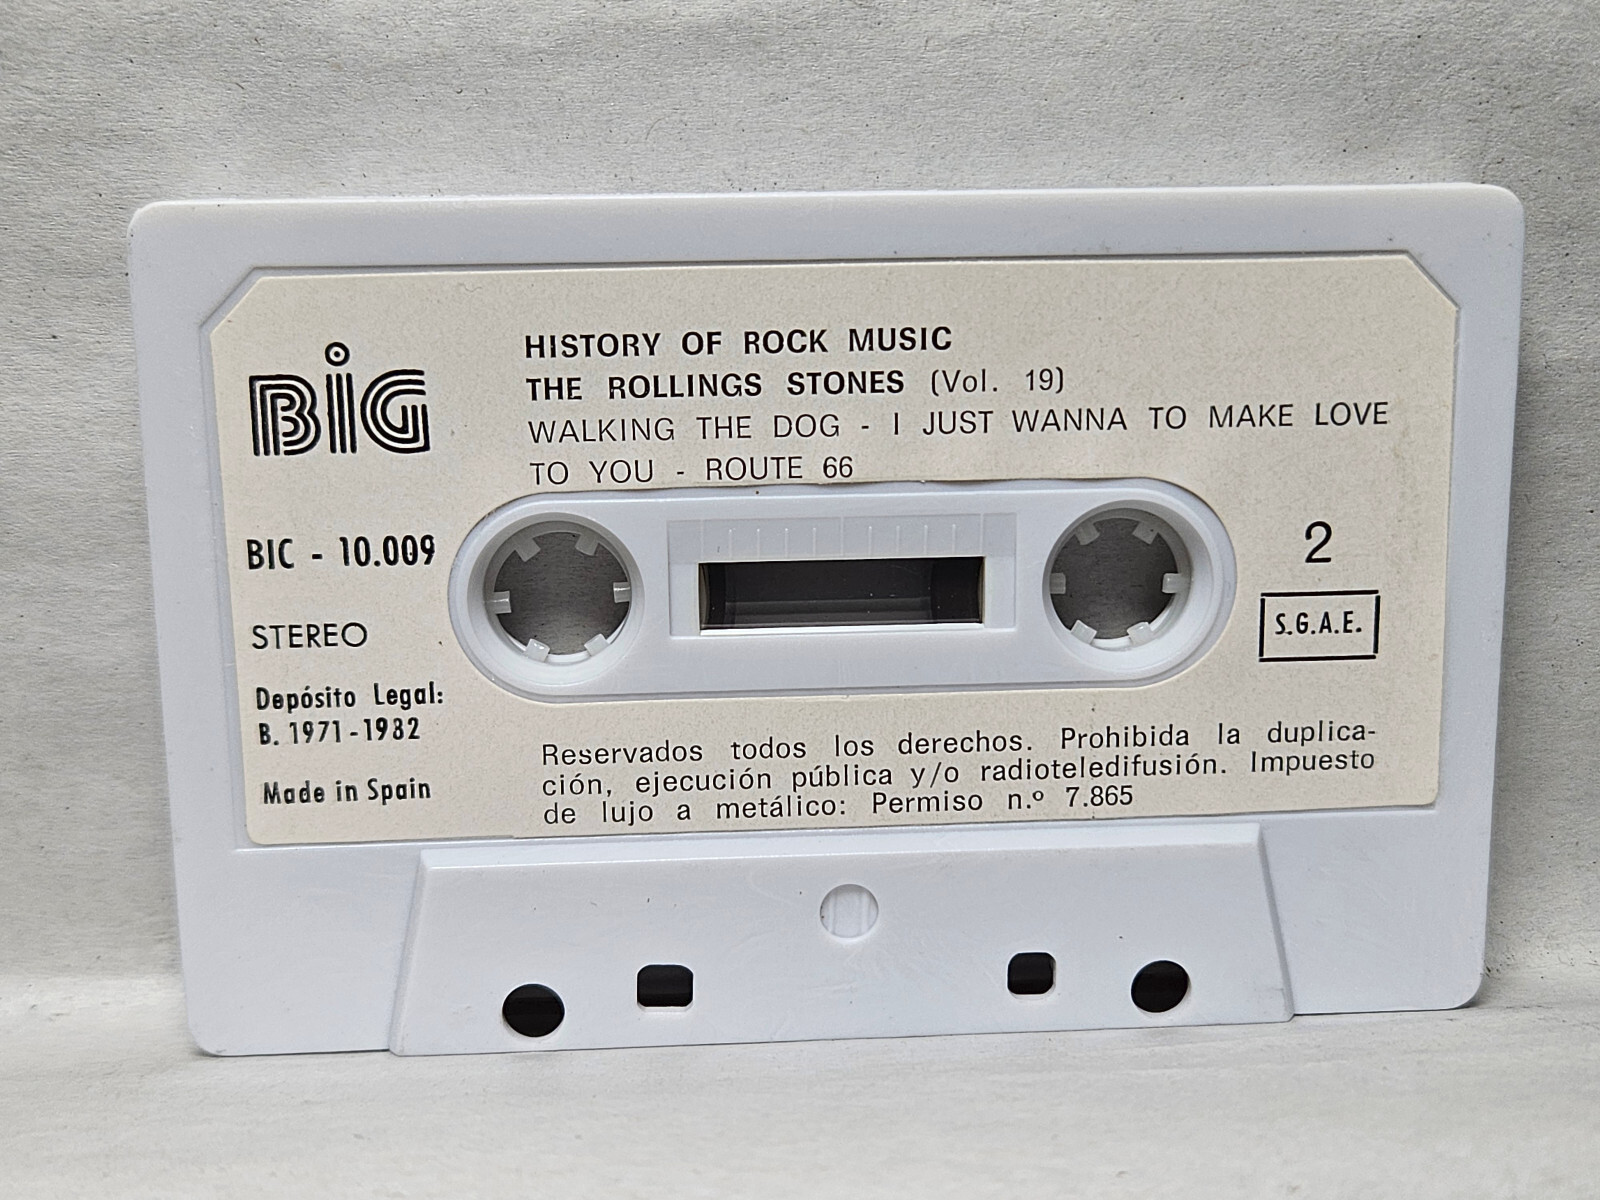 BiG
HISTORY OF ROCK MUSIC
THE ROLLINGS STONES (Vol. 19)
WALKING THE DOG - I JUST WANNA TO MAKE LOVE
TO YOU - ROUTE 66
BIC - 10.009
STEREO
Depósito Legal:
B. 1971-1982
Made in Spain
2
S.G.A.E.
Reservados todos los derechos. Prohibida la duplica-
ción, ejecución pública y/o radioteledifusión. Impuesto
de lujo a metálico: Permiso n.º 7.865